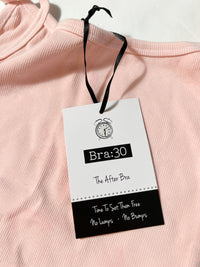 Bra:30
The After Bra
Time To Set Them Free
No Lumps • No Bumps